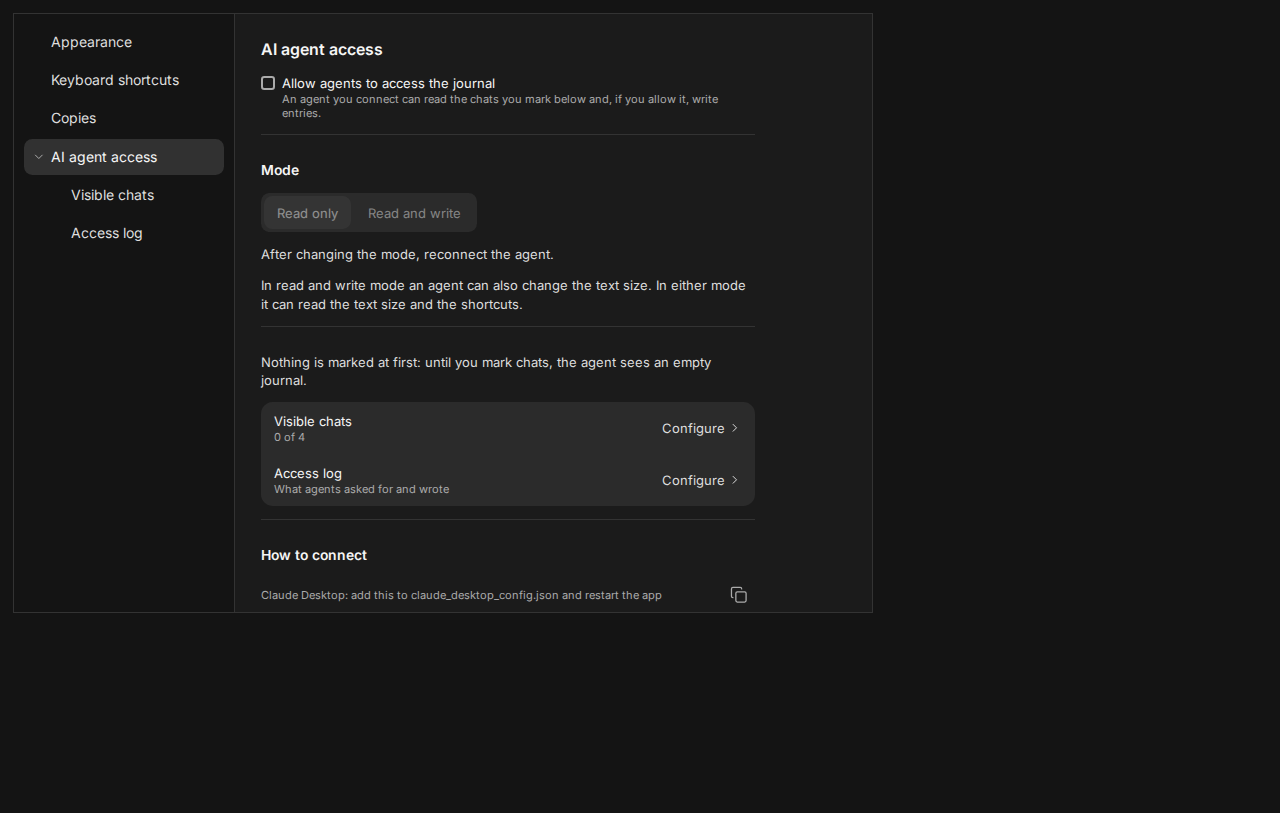 Appearance
Keyboard shortcuts
Copies
AI agent access
Visible chats
Access log
AI agent access
Allow agents to access the journal
An agent you connect can read the chats you mark below and, if you allow it, write
entries.
Mode
Read only
Read and write
After changing the mode, reconnect the agent.
In read and write mode an agent can also change the text size. In either mode
it can read the text size and the shortcuts.
Nothing is marked at first: until you mark chats, the agent sees an empty
journal.
Visible chats
0 of 4
Configure
Access log
What agents asked for and wrote
Configure
How to connect
Claude Desktop: add this to claude_desktop_config.json and restart the app